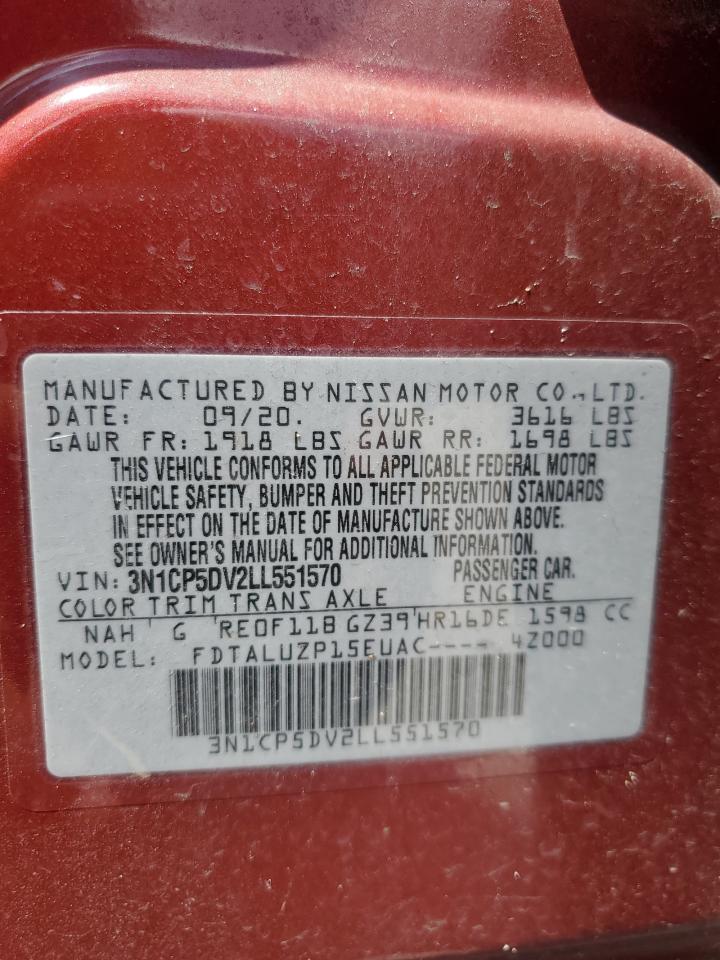 MANUFACTURED BY NISSAN MOTOR CO., LTD.
DATE: 09/20. GVWR: 3616 LBS
GAWR FR: 1918 LBS GAWR RR: 1698 LBS
THIS VEHICLE CONFORMS TO ALL APPLICABLE FEDERAL MOTOR
VEHICLE SAFETY, BUMPER AND THEFT PREVENTION STANDARDS
IN EFFECT ON THE DATE OF MANUFACTURE SHOWN ABOVE.
SEE OWNER'S MANUAL FOR ADDITIONAL INFORMATION.
VIN: 3N1CP5DV2LL551570 PASSENGER CAR.
COLOR TRIM TRANS AXLE ENGINE
NAH ' G 'RE0F11B GZ39'HR16DE 1598 CC
MODEL: FDTALUZP15EUAC---- 4Z000
3N1CP5DV2LL551570